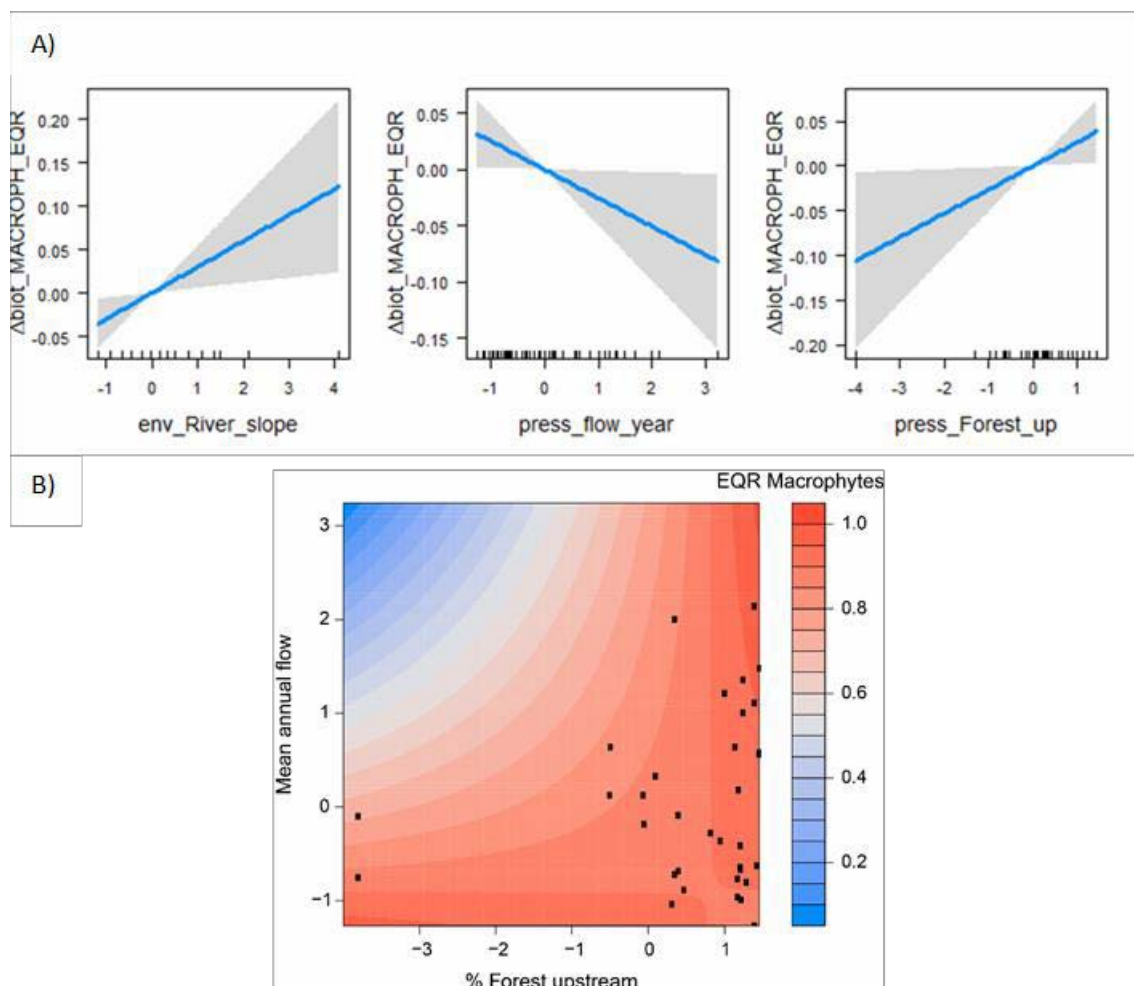 A)
Δbiot_MACROPH_EQR
0.20
0.15
0.10
0.05
0.00
-0.05
-1 0 1 2 3 4
env_River_slope
Δbiot_MACROPH_EQR
0.05
0.00
-0.05
-0.10
-0.15
-1 0 1 2 3
press_flow_year
Δbiot_MACROPH_EQR
0.05
0.00
-0.05
-0.10
-0.15
-0.20
-4 -3 -2 -1 0 1
press_Forest_up
B)
EQR Macrophytes
Mean annual flow
3
2
1
0
−1
−3 −2 −1 0 1
% Forest upstream
1.0
0.8
0.6
0.4
0.2